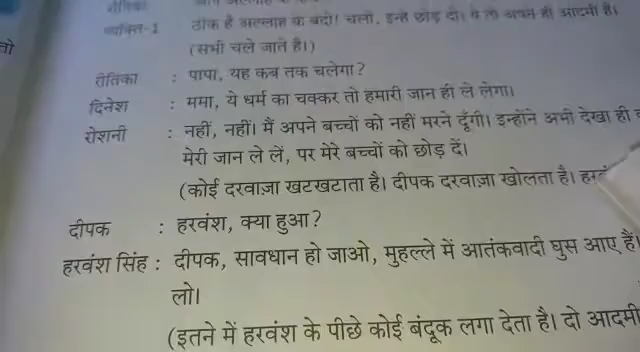 तो
व्यक्ति-1 ठीक है अल्लाह के बंदो! चलो, इन्हें छोड़ दो। ये तो अपने ही आदमी हैं।
(सभी चले जाते हैं।)
रीतिका : पापा, यह कब तक चलेगा?
दिनेश : ममा, ये धर्म का चक्कर तो हमारी जान ही ले लेगा।
रोशनी : नहीं, नहीं। मैं अपने बच्चों को नहीं मरने दूँगी। इन्होंने अभी देखा ही
मेरी जान ले लें, पर मेरे बच्चों को छोड़ दें।
(कोई दरवाज़ा खटखटाता है। दीपक दरवाज़ा खोलता है।
दीपक : हरवंश, क्या हुआ?
हरवंश सिंह : दीपक, सावधान हो जाओ, मुहल्ले में आतंकवादी घुस आए हैं।
लो।
(इतने में हरवंश के पीछे कोई बंदूक लगा देता है। दो आदमी